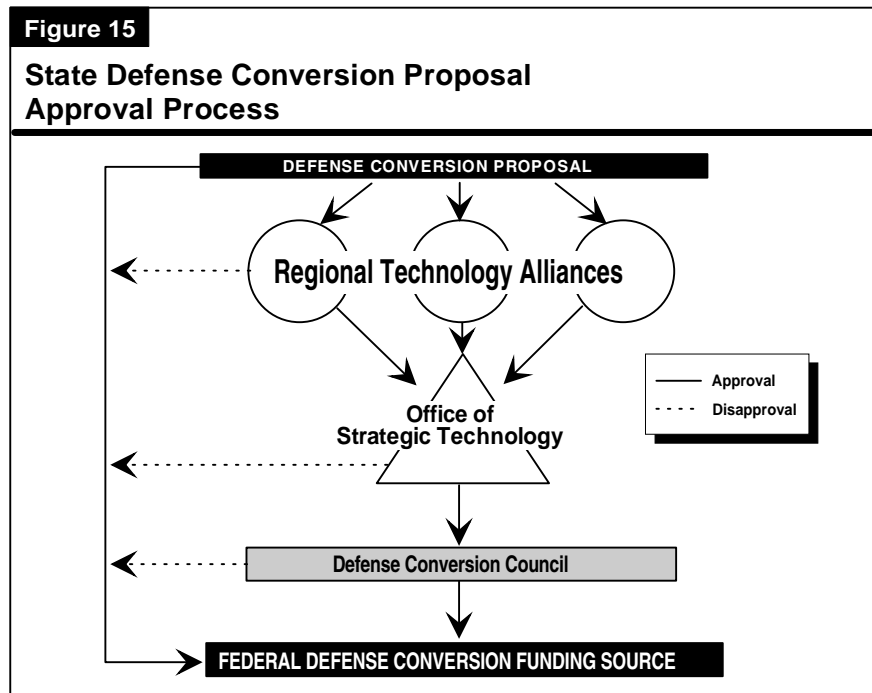 Figure 15
State Defense Conversion Proposal
Approval Process
DEFENSE CONVERSION PROPOSAL
Regional Technology Alliances
Approval
Disapproval
Office of
Strategic Technology
Defense Conversion Council
FEDERAL DEFENSE CONVERSION FUNDING SOURCE